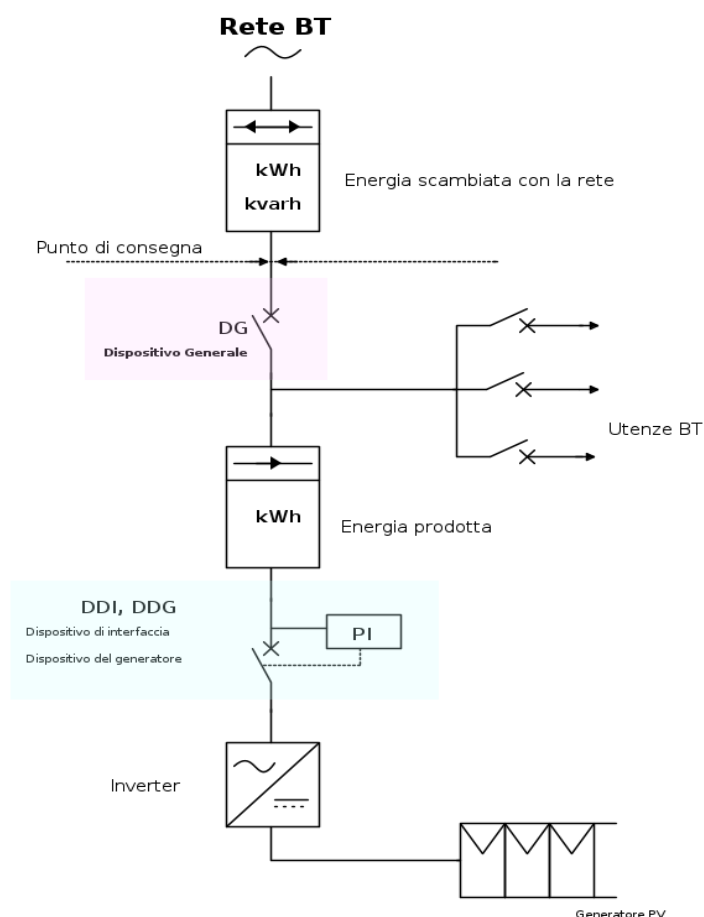 Rete BT
kWh
kvarh
Energia scambiata con la rete
Punto di consegna
DG
Dispositivo Generale
Utenze BT
kWh
Energia prodotta
DDI, DDG
Dispositivo di interfaccia
PI
Dispositivo del generatore
Inverter
Generatore PV